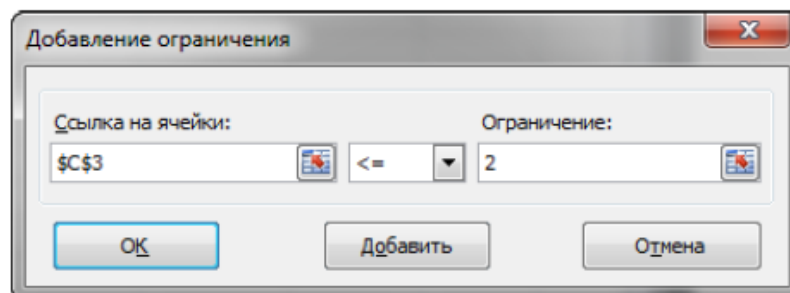 Добавление ограничения
Ссылка на ячейки: Ограничение:
$C$3 <= 2
ОК Добавить Отмена